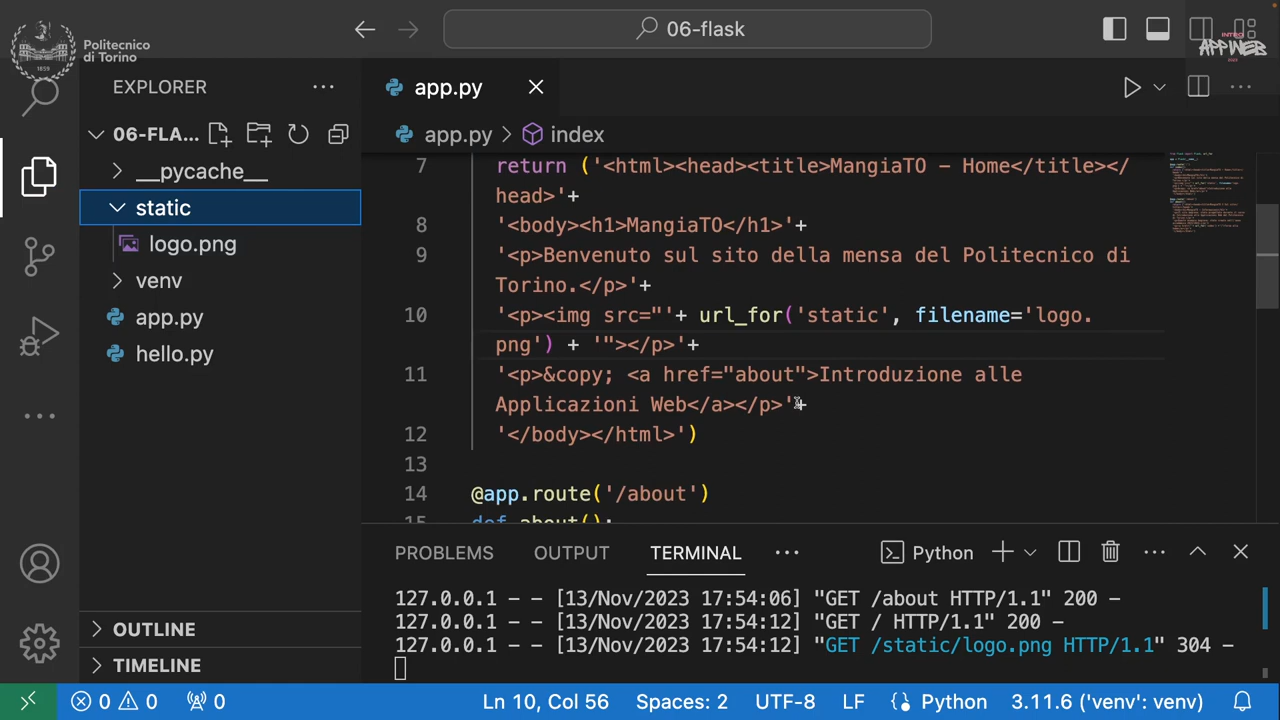 06-flask
Politecnico
di Torino
1859
INTRO
APPWEB
EXPLORER
app.py
06-FLA...
app.py > index
__pycache__
static
logo.png
venv
app.py
hello.py
7 return ('<html><head><title>MangiaTO - Home</title></
head>'+
8 '<body><h1>MangiaTO</h1>'+
9 '<p>Benvenuto sul sito della mensa del Politecnico di
Torino.</p>'+
10 '<p><img src="'+ url_for('static', filename='logo.
png') + '"></p>'+
11 '<p>&copy; <a href="about">Introduzione alle
Applicazioni Web</a></p>'+
12 '</body></html>')
13
14 @app.route('/about')
15 def about():
PROBLEMS OUTPUT TERMINAL Python
127.0.0.1 - - [13/Nov/2023 17:54:06] "GET /about HTTP/1.1" 200 -
127.0.0.1 - - [13/Nov/2023 17:54:12] "GET / HTTP/1.1" 200 -
127.0.0.1 - - [13/Nov/2023 17:54:12] "GET /static/logo.png HTTP/1.1" 304 -
OUTLINE
TIMELINE
0 0 0 Ln 10, Col 56 Spaces: 2 UTF-8 LF Python 3.11.6 ('venv': venv)